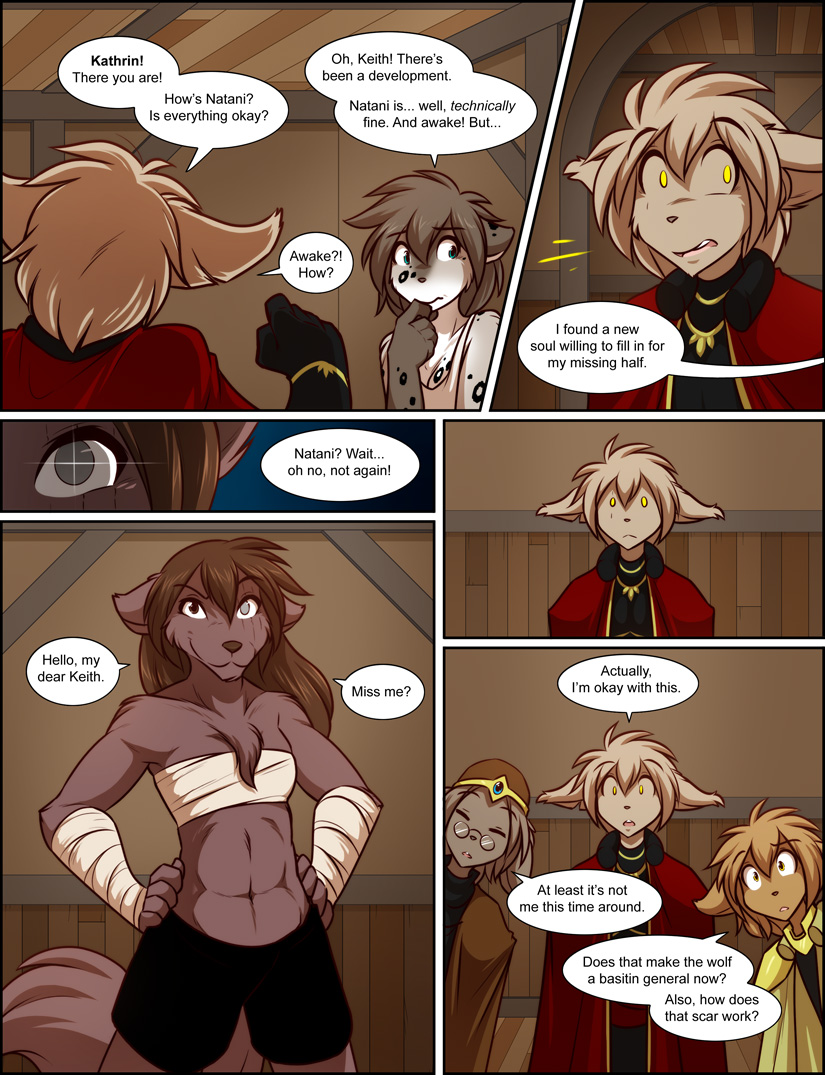 Kathrin!
There you are!
How's Natani?
Is everything okay?
Oh, Keith! There's
been a development.
Natani is... well, technically
fine. And awake! But...
Awake?!
How?
I found a new
soul willing to fill in for
my missing half.
Natani? Wait...
oh no, not again!
Hello, my
dear Keith.
Miss me?
Actually,
I'm okay with this.
At least it's not
me this time around.
Does that make the wolf
a basitin general now?
Also, how does
that scar work?